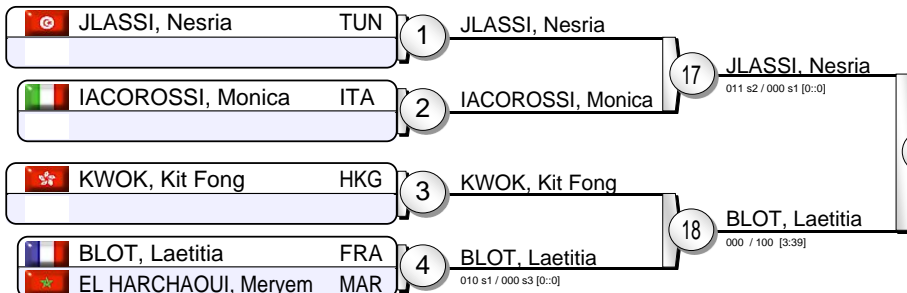 JLASSI, Nesria TUN
1
JLASSI, Nesria
17
JLASSI, Nesria
011 s2 / 000 s1 [0::0]
IACOROSSI, Monica ITA
2
IACOROSSI, Monica
KWOK, Kit Fong HKG
3
KWOK, Kit Fong
18
BLOT, Laetitia
000 / 100 [3:39]
BLOT, Laetitia FRA
EL HARCHAOUI, Meryem MAR
4
BLOT, Laetitia
010 s1 / 000 s3 [0::0]